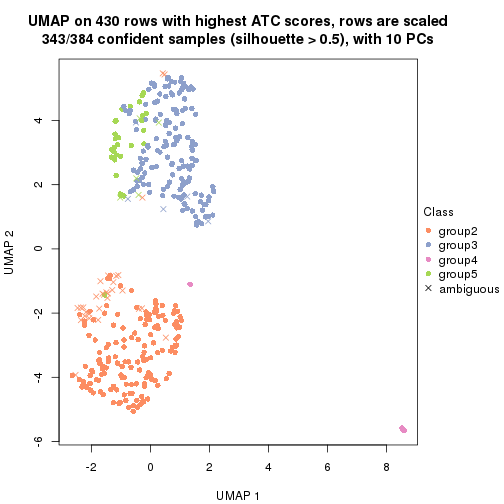 UMAP on 430 rows with highest ATC scores, rows are scaled
343/384 confident samples (silhouette > 0.5), with 10 PCs
4
2
0
-2
-4
-6
UMAP 2
-2
0
2
4
6
8
UMAP 1
Class
group2
group3
group4
group5
ambiguous